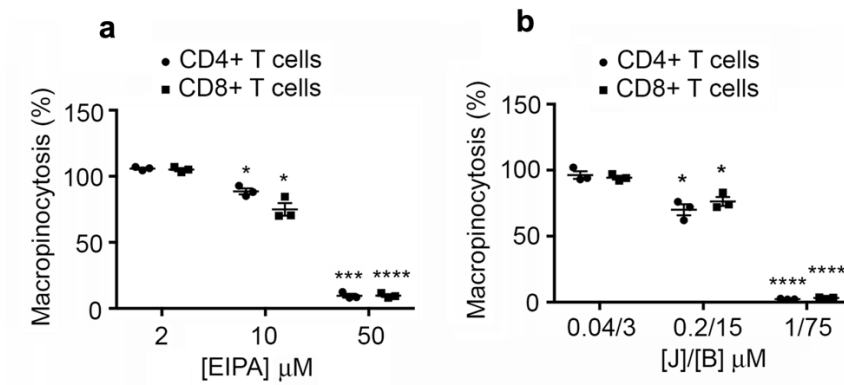 a
CD4+ T cells
CD8+ T cells
Macropinocytosis (%)
150
100
50
0
*
*
***
****
2
10
50
[EIPA] μM
b
CD4+ T cells
CD8+ T cells
Macropinocytosis (%)
150
100
50
0
*
*
****
****
0.04/3
0.2/15
1/75
[J]/[B] μM